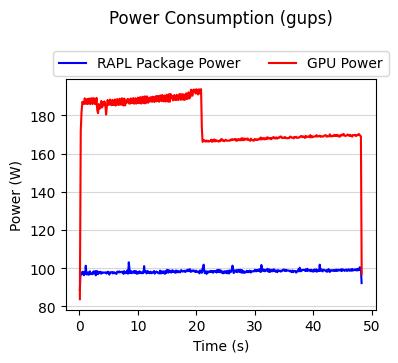 Power Consumption (gups)
RAPL Package Power
GPU Power
Power (W)
180
160
140
120
100
80
0
10
20
30
40
50
Time (s)